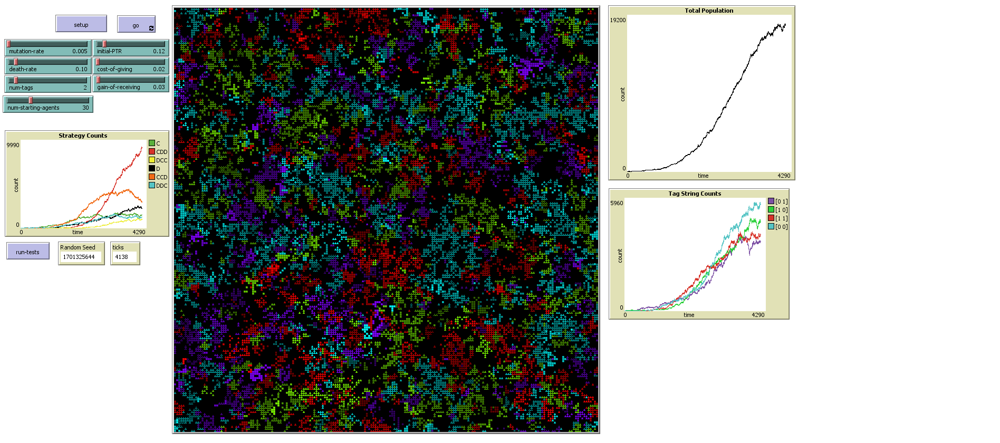 setup
go
mutation-rate 0.005
initial-PTR 0.12
death-rate 0.10
cost-of-giving 0.02
num-tags 2
gain-of-receiving 0.03
num-starting-agents 30
Strategy Counts
9990
count
0
0
time
4290
C
CDD
DCC
D
CCD
DDC
run-tests
Random Seed
1701325644
ticks
4138
Total Population
19200
count
0
0
time
4290
Tag String Counts
5960
count
0
0
time
4290
[0 1]
[1 0]
[1 1]
[0 0]